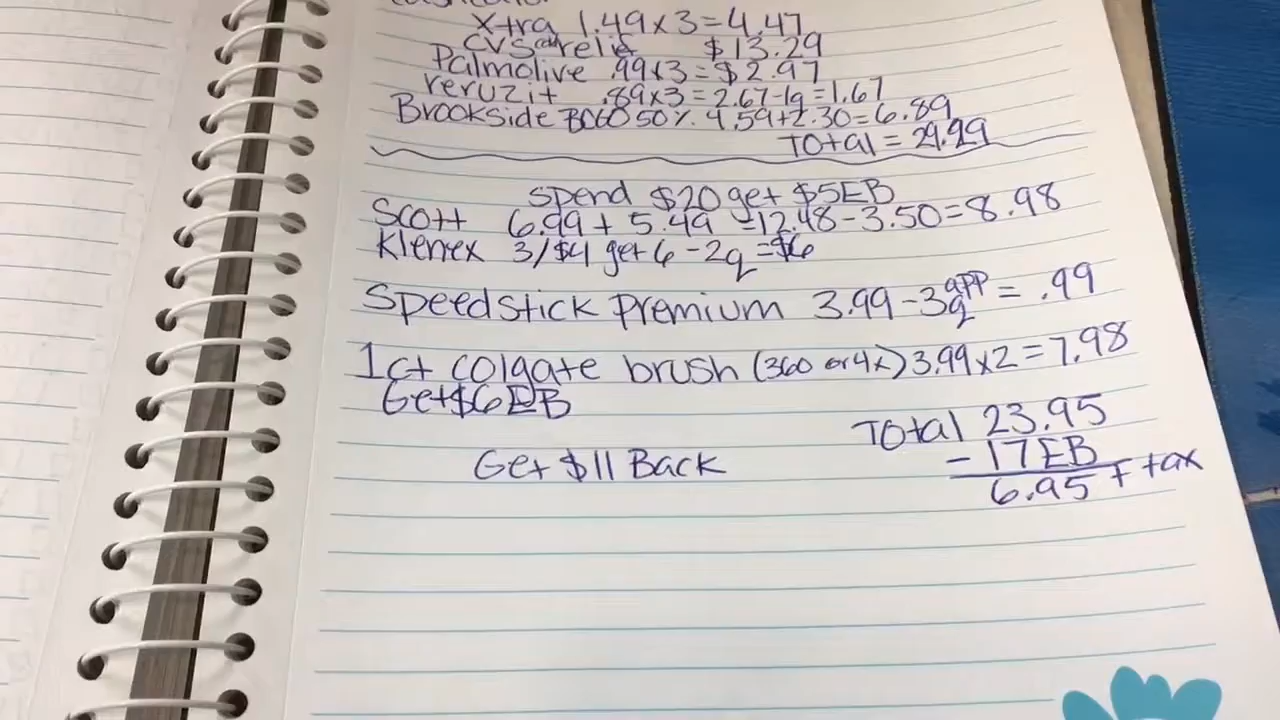 Xtra 1.49x3=4.47
CVS $13.29
Palmolive .99x3=$2.97
reruzit .89x3=2.67-1q=1.67
Brookside BOGO 50%. 4.59+2.30=6.89
Total = 29.29
spend $20 get $5EB
Scott 6.99+5.49=12.48-3.50=8.98
Klenex 3/$4 get 6-2q=$6
Speedstick premium 3.99-3q app=.99
1ct colgate brush (360 or 4x) 3.99x2=7.98
Get $6EB
Total 23.95
-17EB
Get $11 Back
6.95 + tax